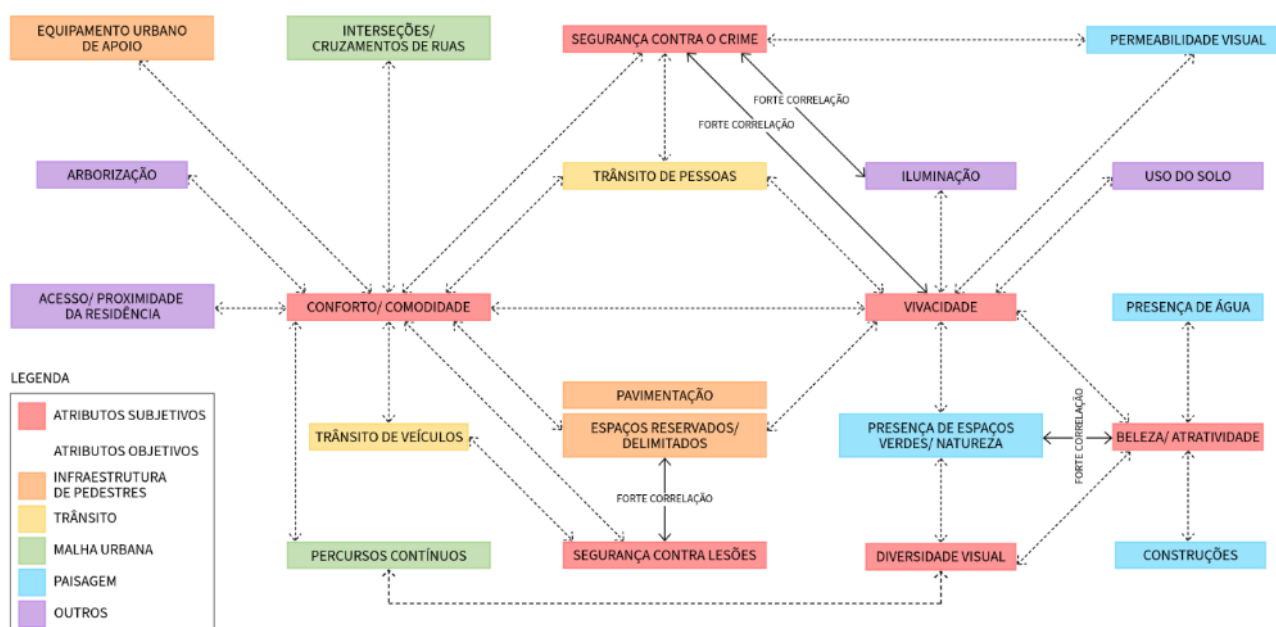 EQUIPAMENTO URBANO
DE APOIO
INTERSEÇÕES/
CRUZAMENTOS DE RUAS
SEGURANÇA CONTRA O CRIME
PERMEABILIDADE VISUAL
FORTE CORRELAÇÃO
FORTE CORRELAÇÃO
ARBORIZAÇÃO
TRÂNSITO DE PESSOAS
ILUMINAÇÃO
USO DO SOLO
ACESSO/ PROXIMIDADE
DA RESIDÊNCIA
CONFORTO/ COMODIDADE
VIVACIDADE
PRESENÇA DE ÁGUA
LEGENDA
ATRIBUTOS SUBJETIVOS
ATRIBUTOS OBJETIVOS
INFRAESTRUTURA
DE PEDESTRES
TRÂNSITO
MALHA URBANA
PAISAGEM
OUTROS
TRÂNSITO DE VEÍCULOS
PAVIMENTAÇÃO
ESPAÇOS RESERVADOS/
DELIMITADOS
PRESENÇA DE ESPAÇOS
VERDES/ NATUREZA
FORTE CORRELAÇÃO
BELEZA/ ATRATIVIDADE
FORTE CORRELAÇÃO
PERCURSOS CONTÍNUOS
SEGURANÇA CONTRA LESÕES
DIVERSIDADE VISUAL
CONSTRUÇÕES